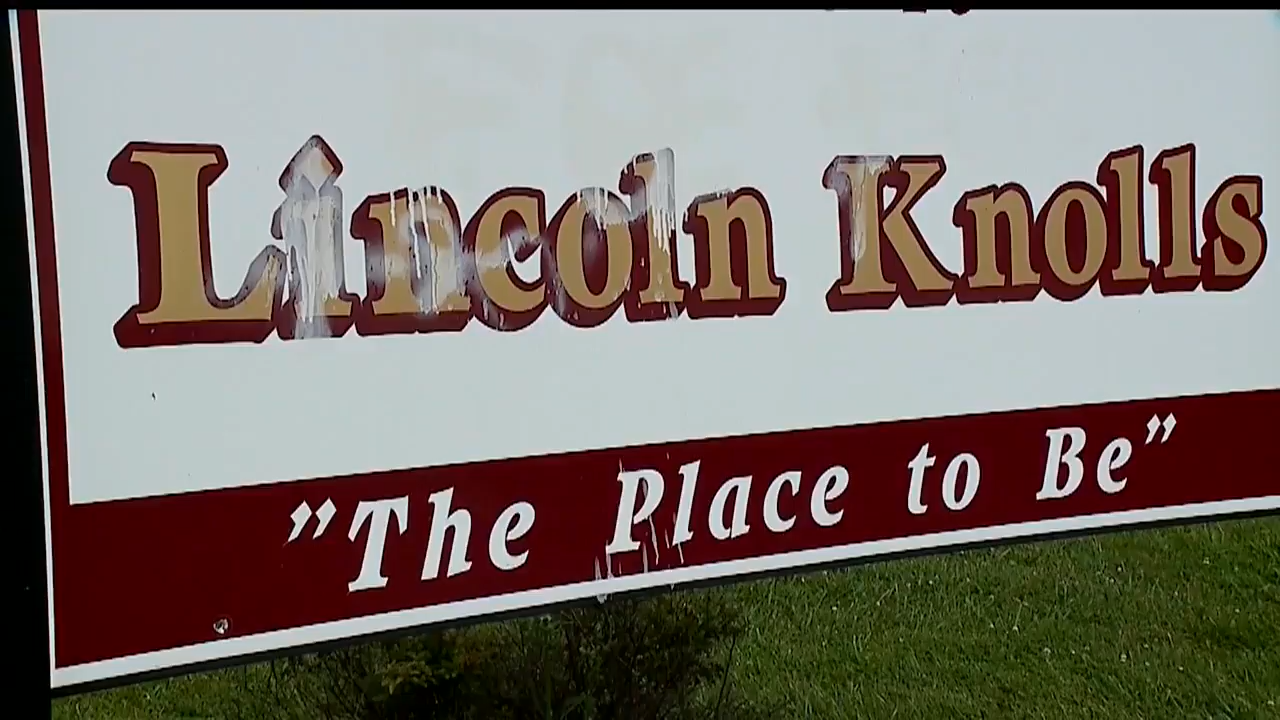 Lincoln Knolls
”The Place to Be”